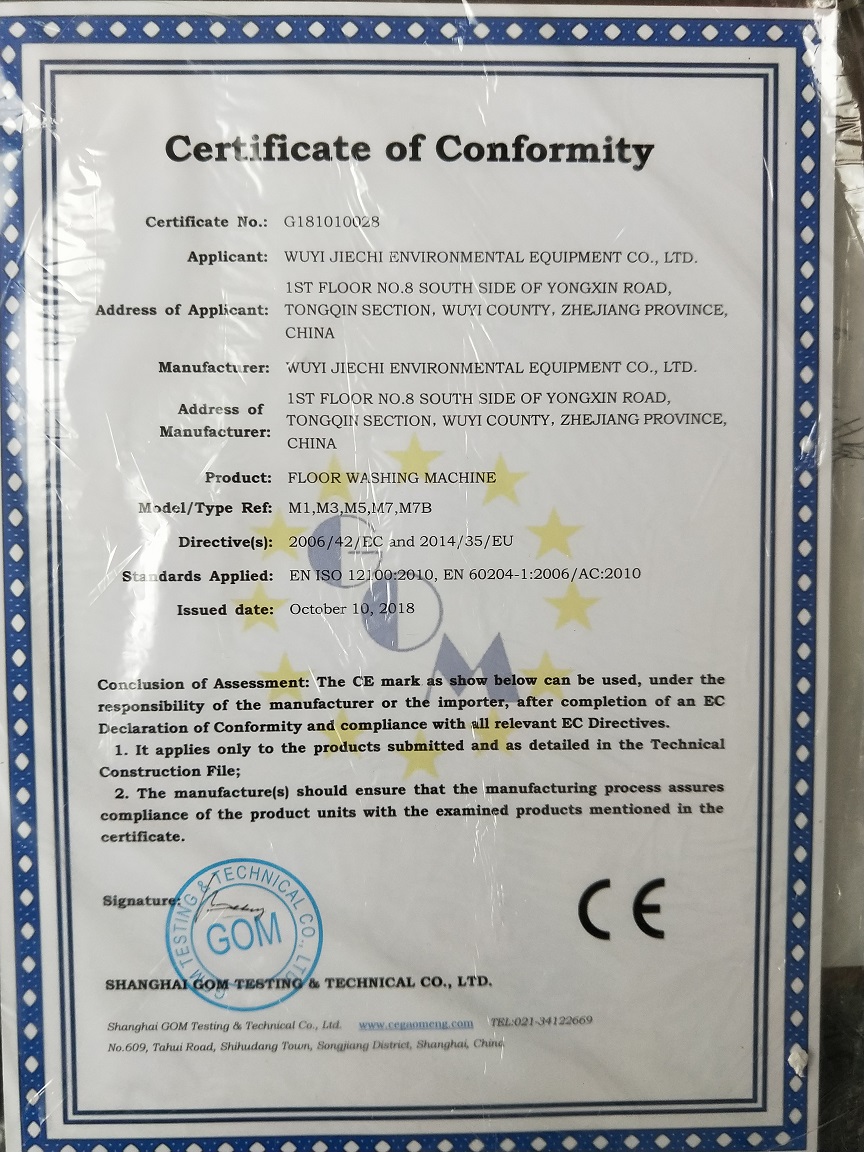 Certificate of Conformity
Certificate No.: G181010028
Applicant: WUYI JIECHI ENVIRONMENTAL EQUIPMENT CO., LTD.
Address of Applicant: 1ST FLOOR NO.8 SOUTH SIDE OF YONGXIN ROAD,
TONGQIN SECTION, WUYI COUNTY, ZHEJIANG PROVINCE,
CHINA
Manufacturer: WUYI JIECHI ENVIRONMENTAL EQUIPMENT CO., LTD.
Address of Manufacturer: 1ST FLOOR NO.8 SOUTH SIDE OF YONGXIN ROAD,
TONGQIN SECTION, WUYI COUNTY, ZHEJIANG PROVINCE,
CHINA
Product: FLOOR WASHING MACHINE
Model/Type Ref: M1,M3,M5,M7,M7B
Directive(s): 2006/42/EC and 2014/35/EU
Standards Applied: EN ISO 12100:2010, EN 60204-1:2006/AC:2010
Issued date: October 10, 2018
Conclusion of Assessment: The CE mark as show below can be used, under the
responsibility of the manufacturer or the importer, after completion of an EC
Declaration of Conformity and compliance with all relevant EC Directives.
1. It applies only to the products submitted and as detailed in the Technical
Construction File;
2. The manufacture(s) should ensure that the manufacturing process assures
compliance of the product units with the examined products mentioned in the
certificate.
Signature:
GOM TESTING & TECHNICAL CO., LTD
GOM
CE
SHANGHAI GOM TESTING & TECHNICAL CO., LTD.
Shanghai GOM Testing & Technical Co., Ltd. www.cegaomeng.com TEL:021-34122669
No.609, Tahui Road, Shihudang Town, Songjiang District, Shanghai, China